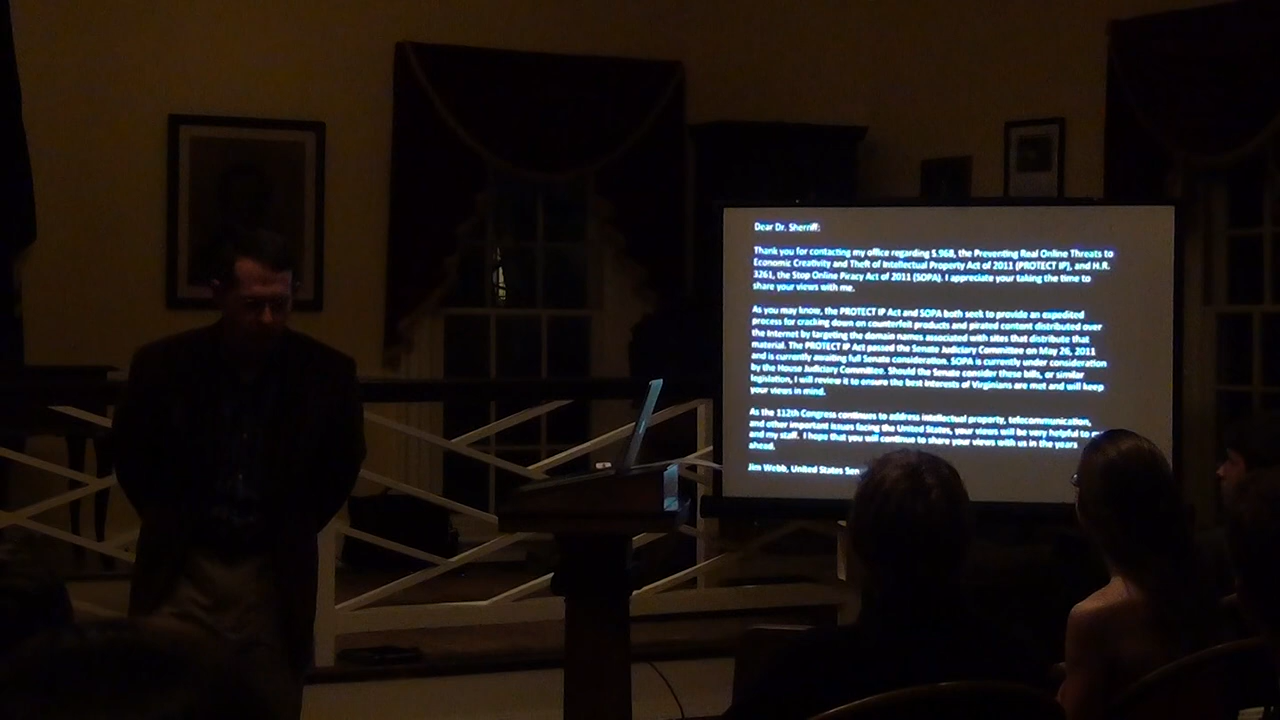 Dear Dr. Sherriff:
Thank you for contacting my office regarding S.968, the Preventing Real Online Threats to
Economic Creativity and Theft of Intellectual Property Act of 2011 (PROTECT IP), and H.R.
3261, the Stop Online Piracy Act of 2011 (SOPA). I appreciate your taking the time to
share your views with me.
As you may know, the PROTECT IP Act and SOPA both seek to provide an expedited
process for cracking down on counterfeit products and pirated content distributed over
the Internet by targeting the domain names associated with sites that distribute that
material. The PROTECT IP Act passed the Senate Judiciary Committee on May 26, 2011
and is currently awaiting full Senate consideration. SOPA is currently under consideration
by the House Judiciary Committee. Should the Senate consider these bills, or similar
legislation, I will review it to ensure the best interests of Virginians are met and will keep
your views in mind.
As the 112th Congress continues to address intellectual property, telecommunication,
and other important issues facing the United States, your views will be very helpful to
and my staff. I hope that you will continue to share your views with us in the years
ahead.
Jim Webb, United States Sen